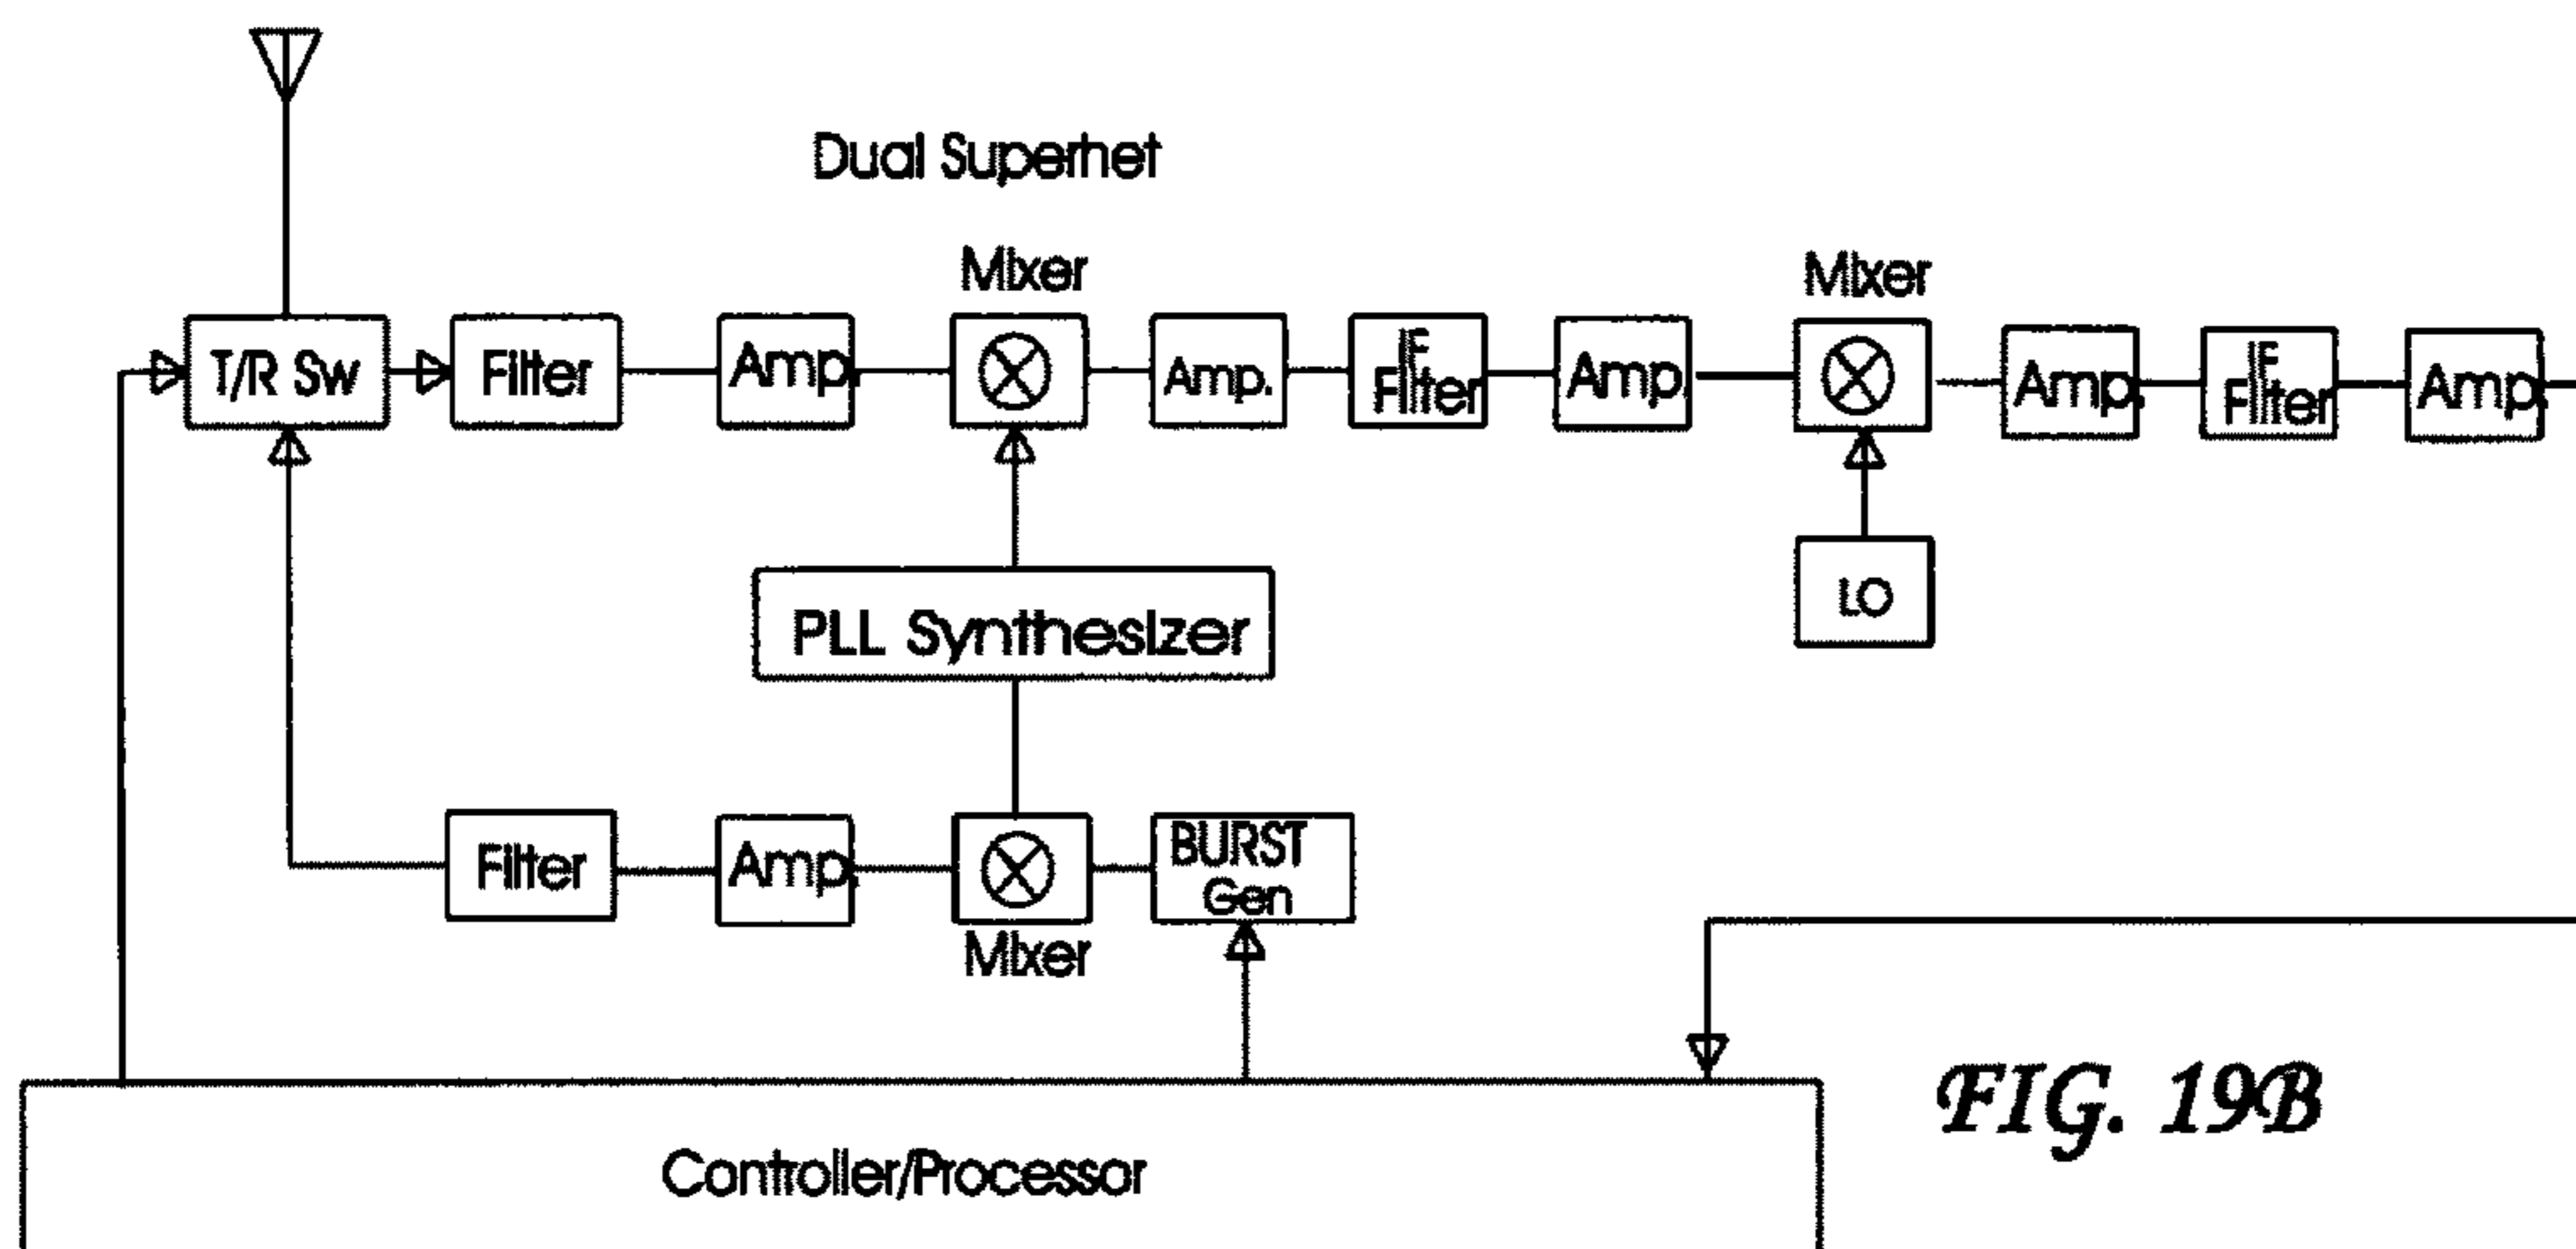 Dual Superhet
Mixer
Mixer
T/R Sw
Filter
Amp.
Amp.
IF
Filter
Amp.
Amp.
IF
Filter
Amp.
LO
PLL Synthesizer
Filter
Amp.
BURST
Gen
Mixer
Controller/Processor
FIG. 19B